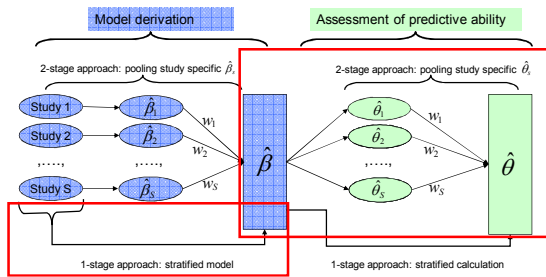 Model derivation
Assessment of predictive ability
2-stage approach: pooling study specific β̂ₛ
2-stage approach: pooling study specific θ̂ₛ
Study 1
β̂₁
w₁
θ̂₁
w₁
Study 2
β̂₂
w₂
θ̂₂
w₂
β̂
θ̂
,....,
,....,
,....,
Study S
β̂S
wS
θ̂S
wS
1-stage approach: stratified model
1-stage approach: stratified calculation